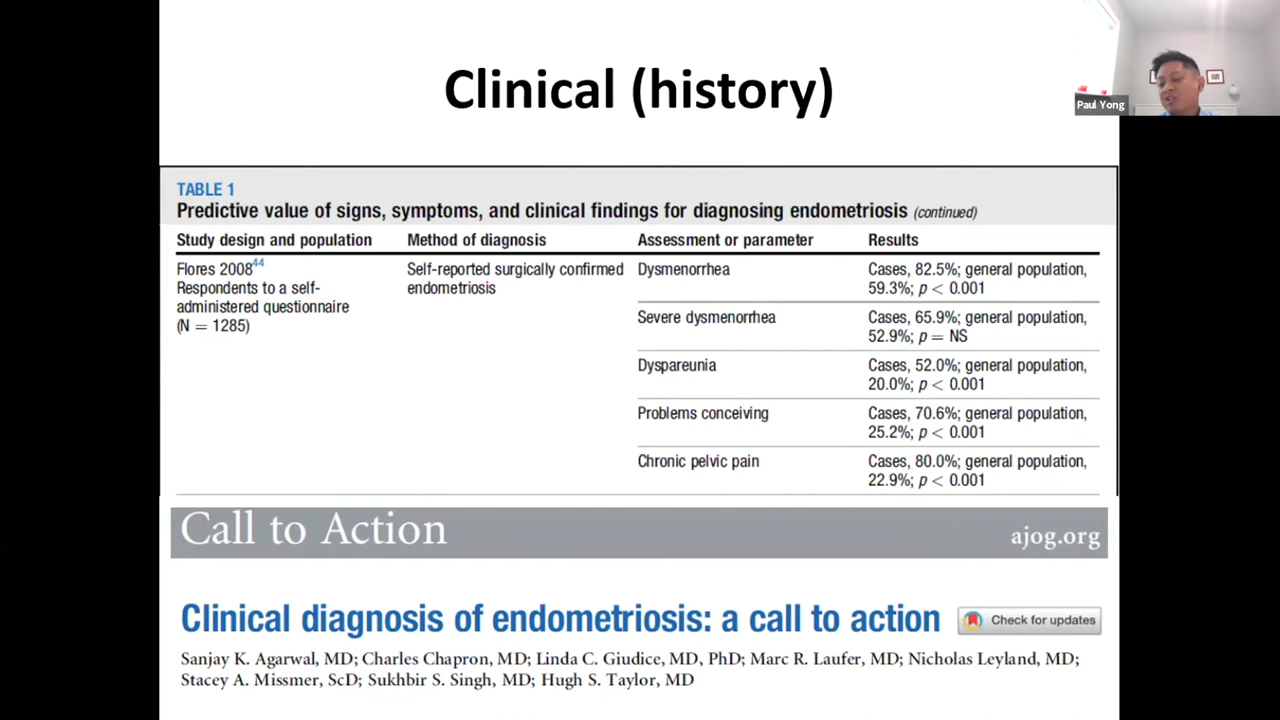 Clinical (history)
Paul Yong
TABLE 1
Predictive value of signs, symptoms, and clinical findings for diagnosing endometriosis (continued)
Study design and population Method of diagnosis Assessment or parameter Results
Flores 2008⁴⁴ Self-reported surgically confirmed Dysmenorrhea Cases, 82.5%; general population,
Respondents to a self- endometriosis 59.3%; p < 0.001
administered questionnaire
(N = 1285)
Severe dysmenorrhea Cases, 65.9%; general population,
52.9%; p = NS
Dyspareunia Cases, 52.0%; general population,
20.0%; p < 0.001
Problems conceiving Cases, 70.6%; general population,
25.2%; p < 0.001
Chronic pelvic pain Cases, 80.0%; general population,
22.9%; p < 0.001
Call to Action ajog.org
Clinical diagnosis of endometriosis: a call to action Check for updates
Sanjay K. Agarwal, MD; Charles Chapron, MD; Linda C. Giudice, MD, PhD; Marc R. Laufer, MD; Nicholas Leyland, MD;
Stacey A. Missmer, ScD; Sukhbir S. Singh, MD; Hugh S. Taylor, MD